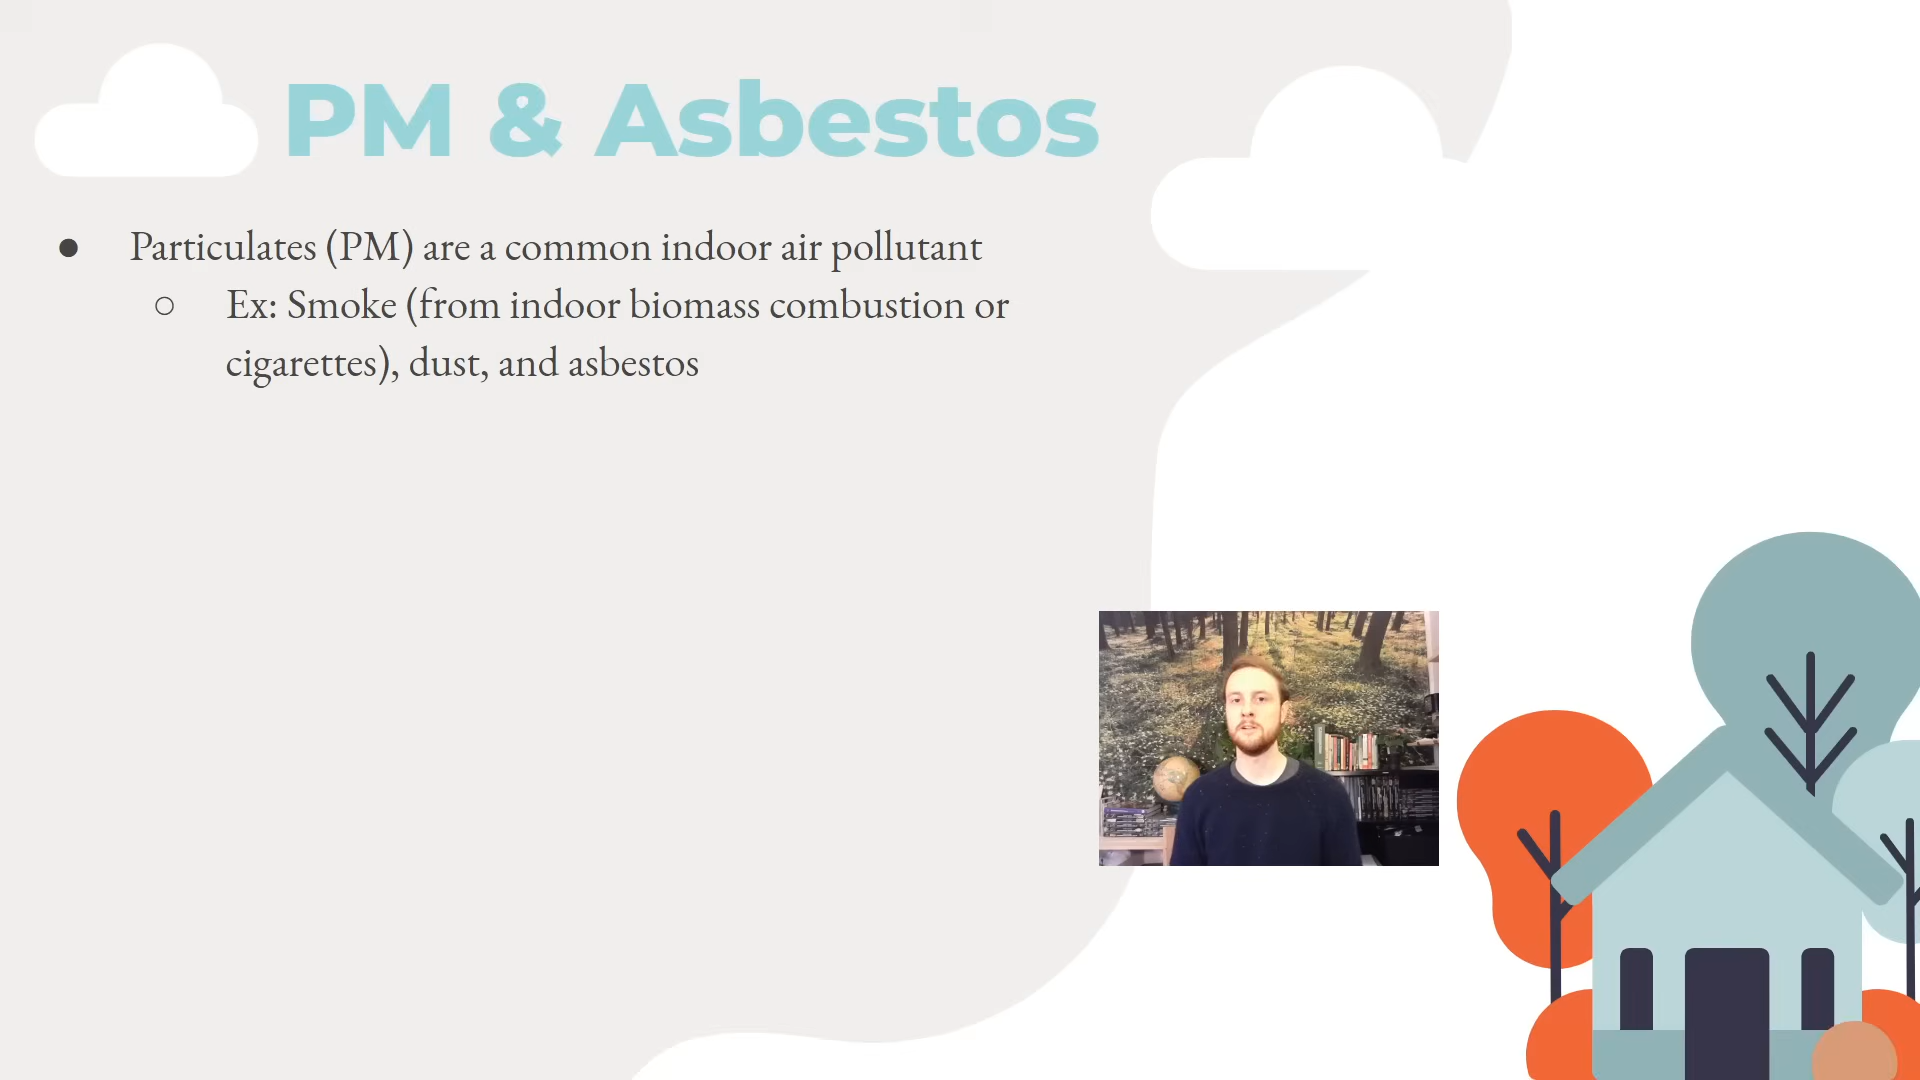 PM & Asbestos
● Particulates (PM) are a common indoor air pollutant
○ Ex: Smoke (from indoor biomass combustion or
cigarettes), dust, and asbestos